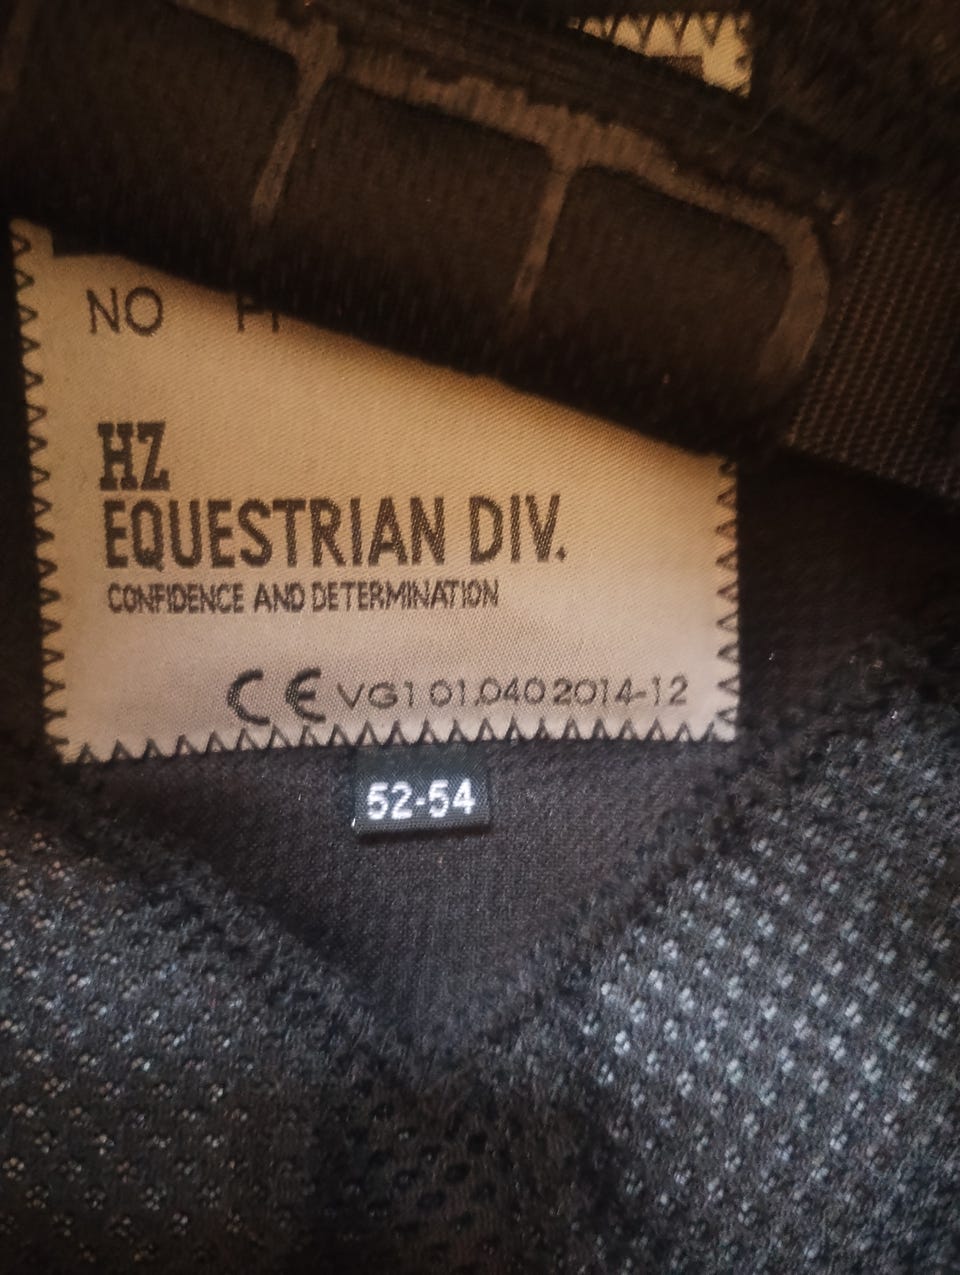 NO
HZ
EQUESTRIAN DIV.
CONFIDENCE AND DETERMINATION
CE VG1 01.040 2014-12
52-54